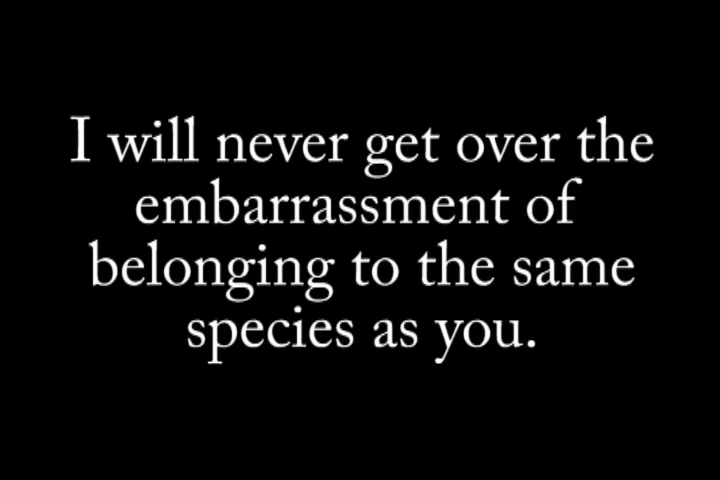 I will never get over the
embarrassment of
belonging to the same
species as you.